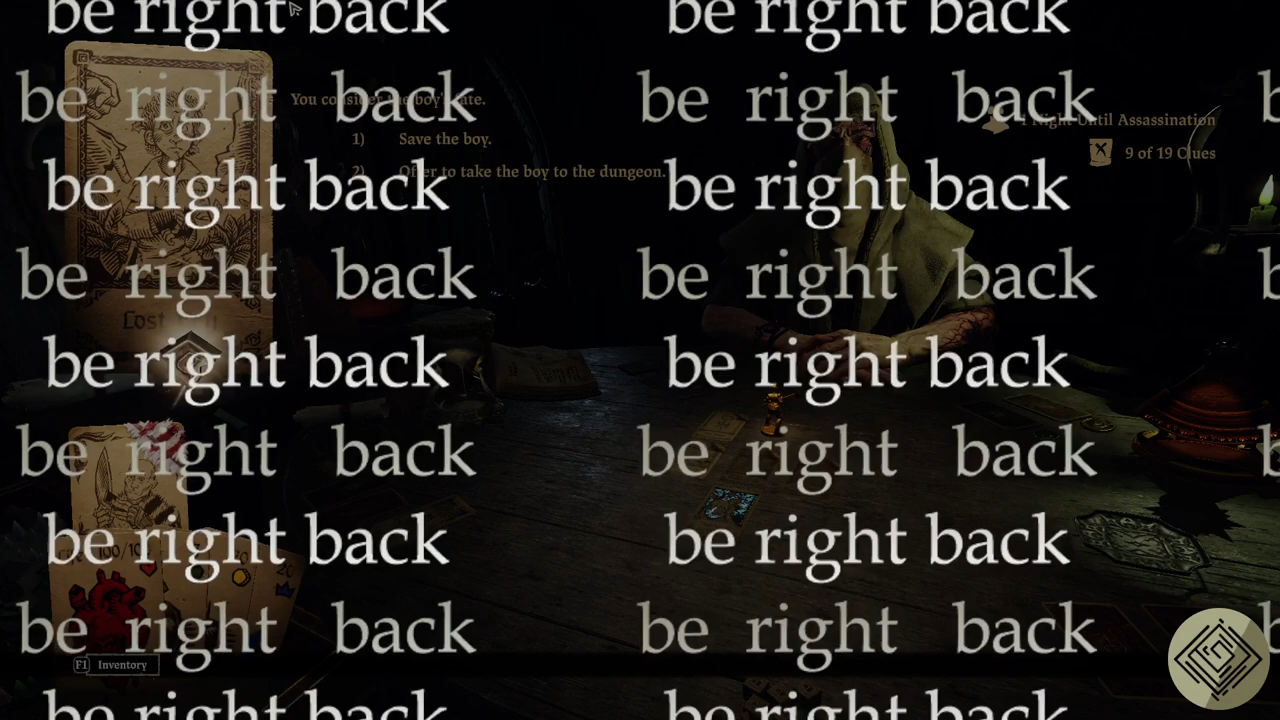 be right back be right back
be right back be right back b
You consider the boy's fate.
1) Save the boy.
2) Offer to take the boy to the dungeon.
1 Night Until Assassination
9 of 19 Clues
be right back be right back
be right back be right back b
Lost
be right back be right back
be right back be right back b
be right back be right back
100/100
20
be right back be right back b
F1 Inventory
be right back be right back